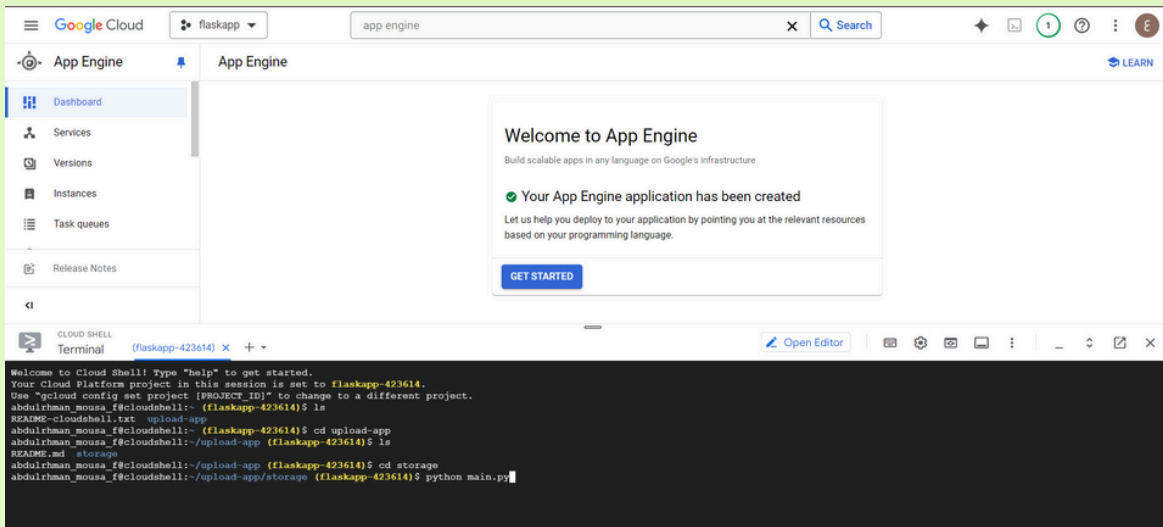 Google Cloud
flaskapp
app engine
Search
1
ε
App Engine
App Engine
LEARN
Dashboard
Services
Versions
Instances
Task queues
Release Notes
Welcome to App Engine
Build scalable apps in any language on Google's infrastructure
Your App Engine application has been created
Let us help you deploy to your application by pointing you at the relevant resources
based on your programming language.
GET STARTED
CLOUD SHELL
Terminal
(flaskapp-423614)
Open Editor
Welcome to Cloud Shell! Type "help" to get started.
Your Cloud Platform project in this session is set to flaskapp-423614.
Use "gcloud config set project [PROJECT_ID]" to change to a different project.
abdulrhman_mousa_f@cloudshell:~ (flaskapp-423614)$ ls
README-cloudshell.txt upload-app
abdulrhman_mousa_f@cloudshell:~ (flaskapp-423614)$ cd upload-app
abdulrhman_mousa_f@cloudshell:~/upload-app (flaskapp-423614)$ ls
README.md storage
abdulrhman_mousa_f@cloudshell:~/upload-app (flaskapp-423614)$ cd storage
abdulrhman_mousa_f@cloudshell:~/upload-app/storage (flaskapp-423614)$ python main.py